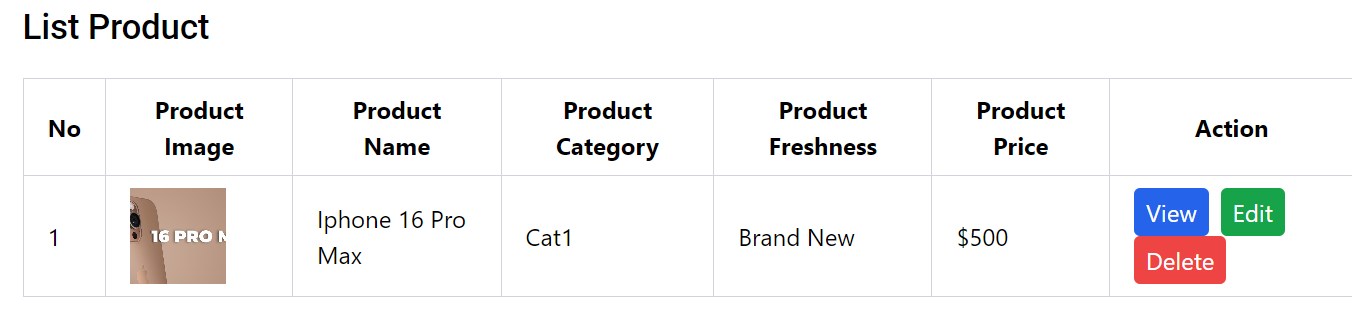 List Product
No
Product
Image
Product
Name
Product
Category
Product
Freshness
Product
Price
Action
1
16 PRO
Iphone 16 Pro
Max
Cat1
Brand New
$500
View Edit
Delete